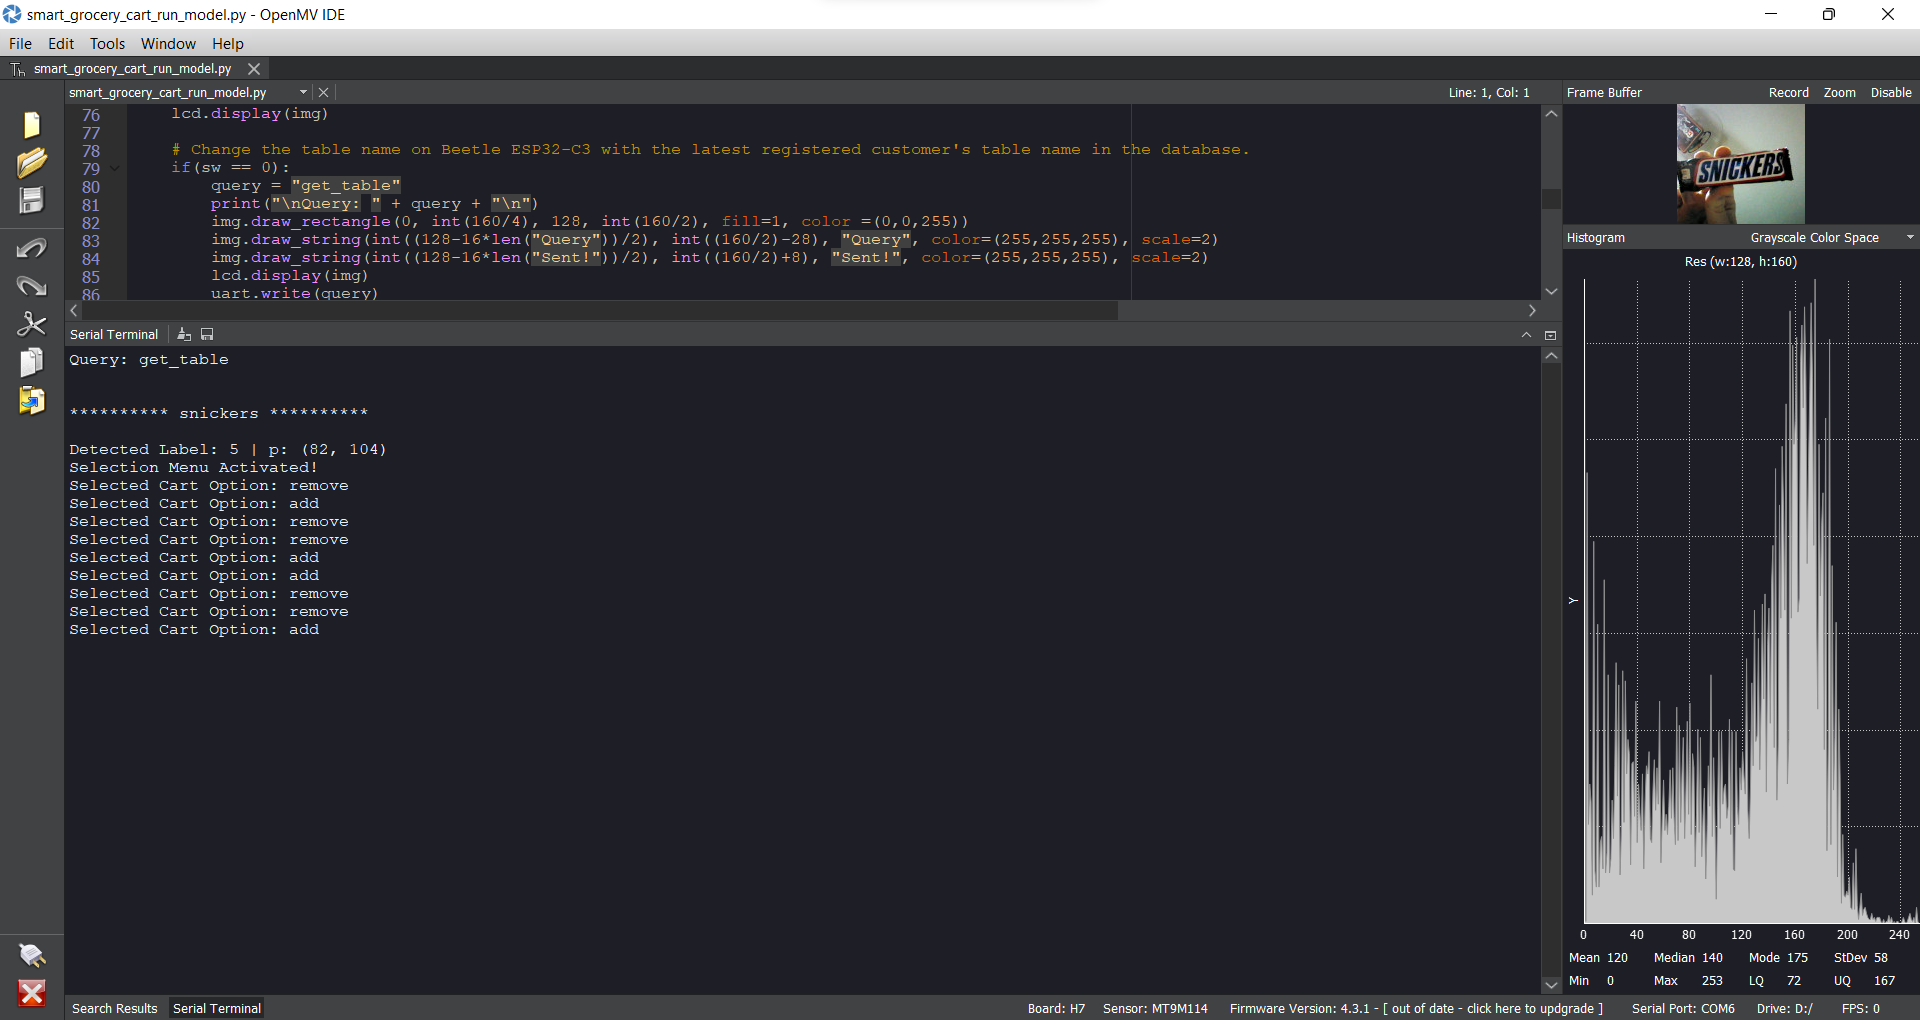 smart_grocery_cart_run_model.py - OpenMV IDE
File Edit Tools Window Help
smart_grocery_cart_run_model.py
smart_grocery_cart_run_model.py
Line: 1, Col: 1
76 lcd.display(img)
77
78 # Change the table name on Beetle ESP32-C3 with the latest registered customer's table name in the database.
79 if(sw == 0):
80 query = "get_table"
81 print("\nQuery: " + query + "\n")
82 img.draw_rectangle(0, int(160/4), 128, int(160/2), fill=1, color =(0,0,255))
83 img.draw_string(int((128-16*len("Query"))/2), int((160/2)-28), "Query", color=(255,255,255), scale=2)
84 img.draw_string(int((128-16*len("Sent!"))/2), int((160/2)+8), "Sent!", color=(255,255,255), scale=2)
85 lcd.display(img)
86 uart.write(query)
Serial Terminal
Query: get_table
********** snickers **********
Detected Label: 5 | p: (82, 104)
Selection Menu Activated!
Selected Cart Option: remove
Selected Cart Option: add
Selected Cart Option: remove
Selected Cart Option: remove
Selected Cart Option: add
Selected Cart Option: add
Selected Cart Option: remove
Selected Cart Option: remove
Selected Cart Option: add
Frame Buffer Record Zoom Disable
SNICKERS
Histogram Grayscale Color Space
Res (w:128, h:160)
Y
0 40 80 120 160 200 240
Mean 120 Median 140 Mode 175 StDev 58
Min 0 Max 253 LQ 72 UQ 167
Search Results Serial Terminal
Board: H7 Sensor: MT9M114 Firmware Version: 4.3.1 - [ out of date - click here to updgrade ] Serial Port: COM6 Drive: D:/ FPS: 0